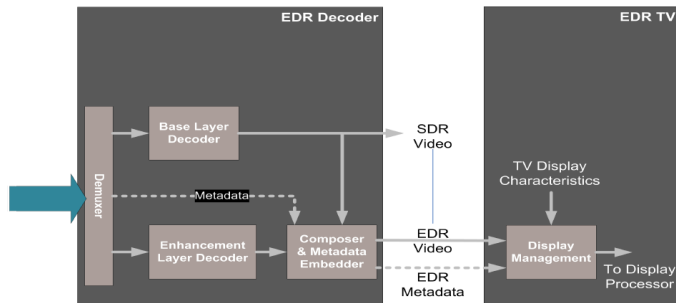 EDR Decoder
EDR TV
Base Layer
Decoder
SDR
Video
Demuxer
Metadata
TV Display
Characteristics
Enhancement
Layer Decoder
Composer
& Metadata
Embedder
EDR
Video
EDR
Metadata
Display
Management
To Display
Processor